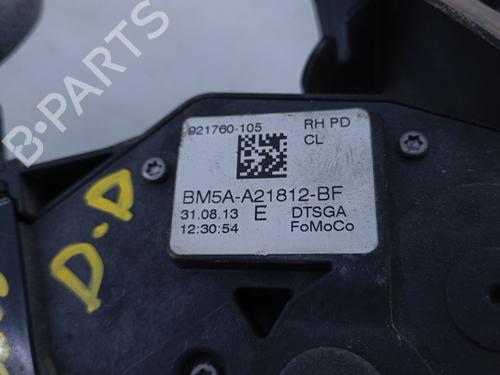 921760-105 RH PD
CL
BM5A-A21812-BF
31.08.13 E DTSGA
12:30:54 FoMoCo
D-D
B-PARTS